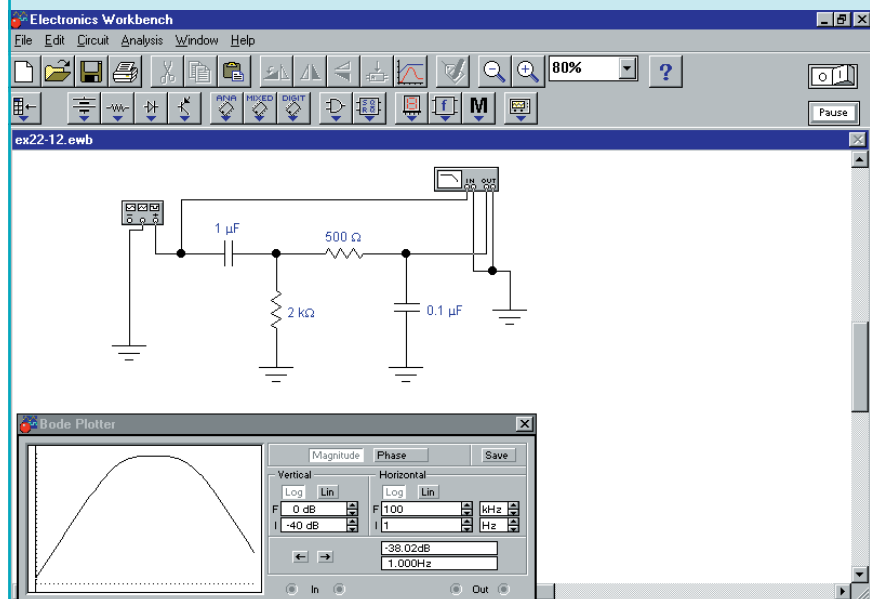 Electronics Workbench
File Edit Circuit Analysis Window Help
80%
?
Pause
ANA MIXED DIGIT
M
ex22-12.ewb
IN OUT
1 µF
500 Ω
2 kΩ
0.1 µF
Bode Plotter
Magnitude Phase Save
Vertical Horizontal
Log Lin Log Lin
F 0 dB F 100 kHz
I -40 dB I 1 Hz
-38.02dB
1.000Hz
In Out